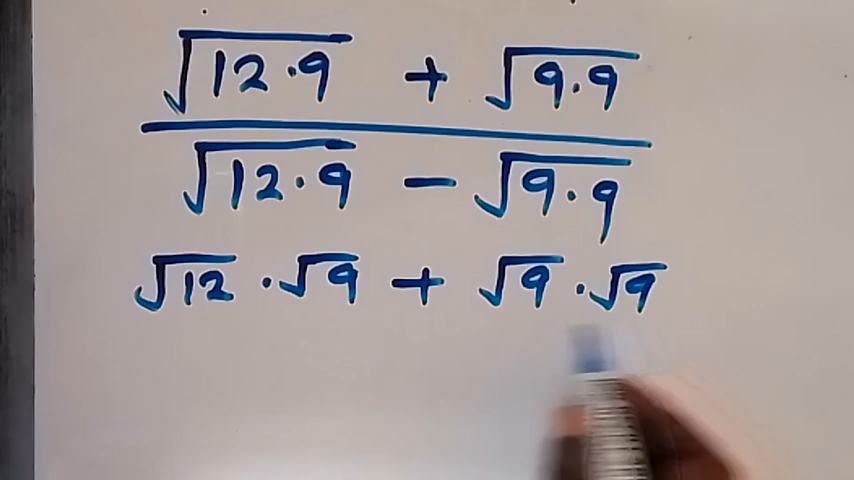 √12·9 + √9·9
√12·9 − √9·9
√12 · √9 + √9 · √9